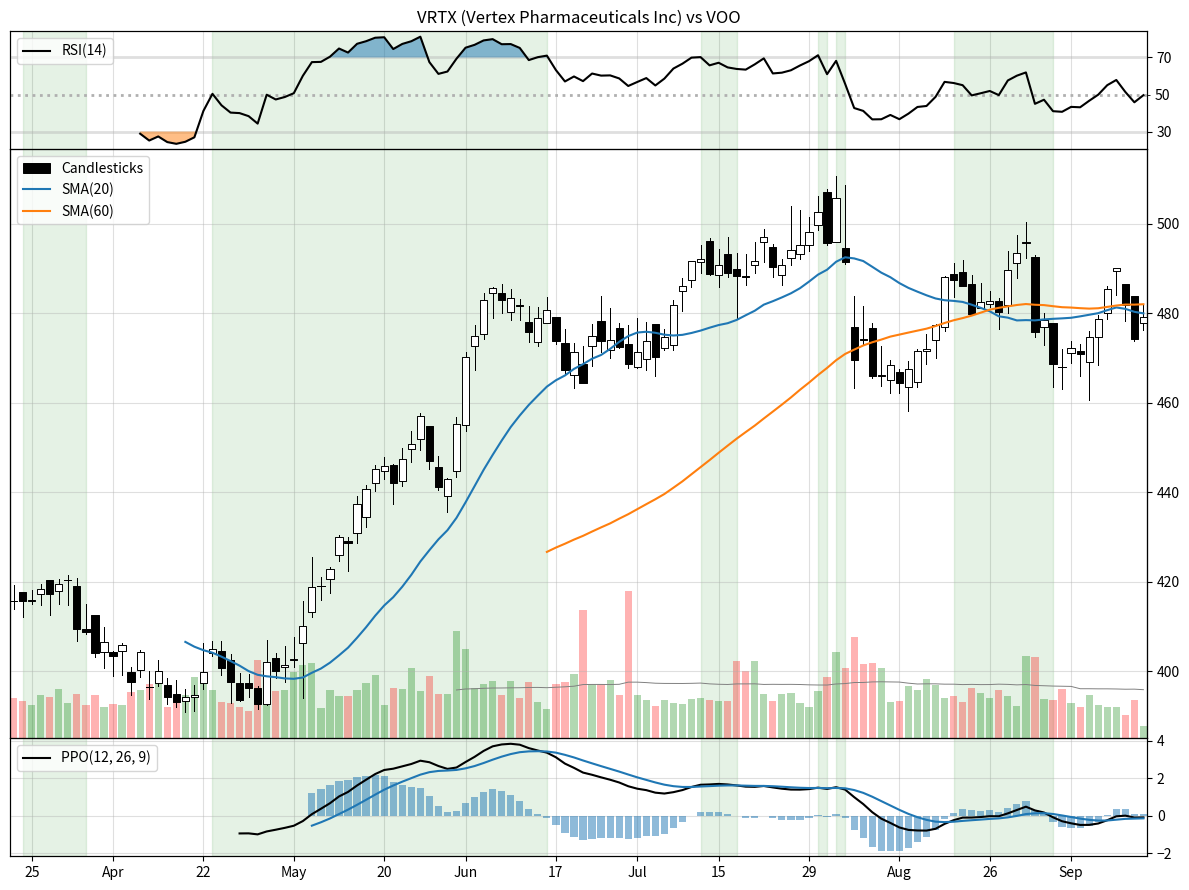 VRTX (Vertex Pharmaceuticals Inc) vs VOO
RSI(14)
70
50
30
Candlesticks
SMA(20)
SMA(60)
500
480
460
440
420
400
PPO(12, 26, 9)
4
2
0
−2
25 Apr 22 May 20 Jun 17 Jul 15 29 Aug 26 Sep